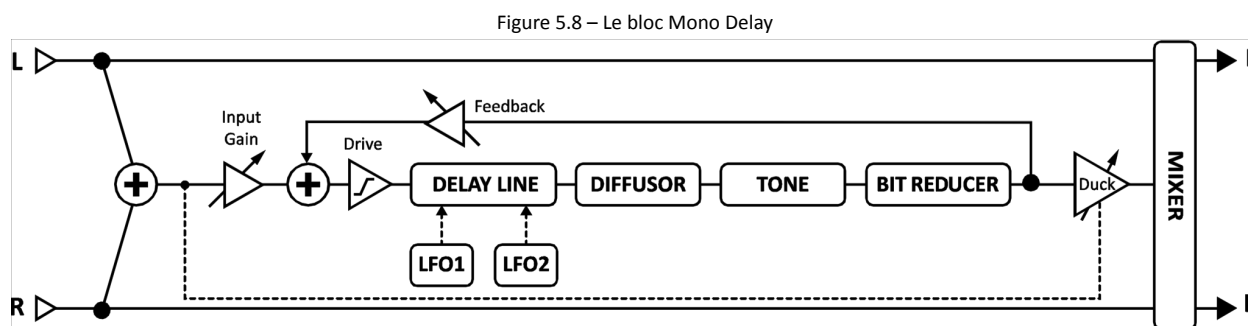 Figure 5.8 – Le bloc Mono Delay
L
Input
Gain
Feedback
Drive
+
+
DELAY LINE
DIFFUSOR
TONE
BIT REDUCER
Duck
MIXER
LFO1
LFO2
R